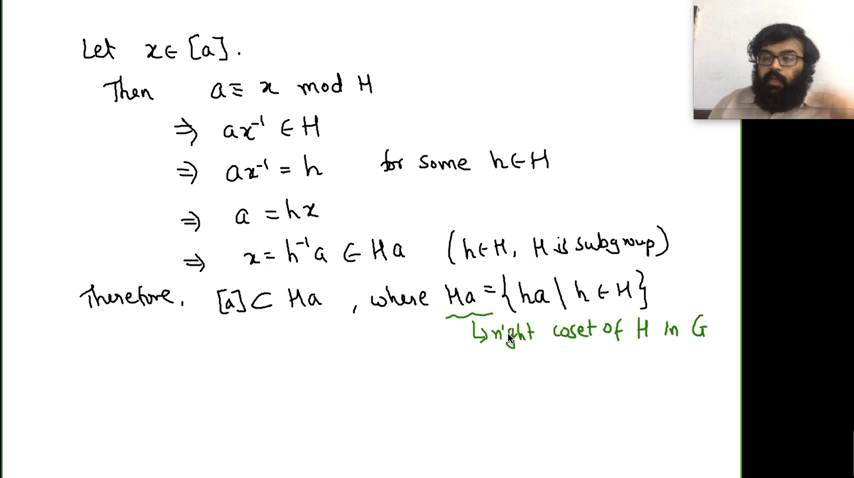 Let x ∈ [a].
Then a ≡ x mod H
⇒ ax⁻¹ ∈ H
⇒ ax⁻¹ = h for some h ∈ H
⇒ a = hx
⇒ x = h⁻¹a ∈ Ha (h∈H, H is subgroup)
Therefore, [a] ⊂ Ha , where Ha = {ha | h ∈ H}
↳ right coset of H in G